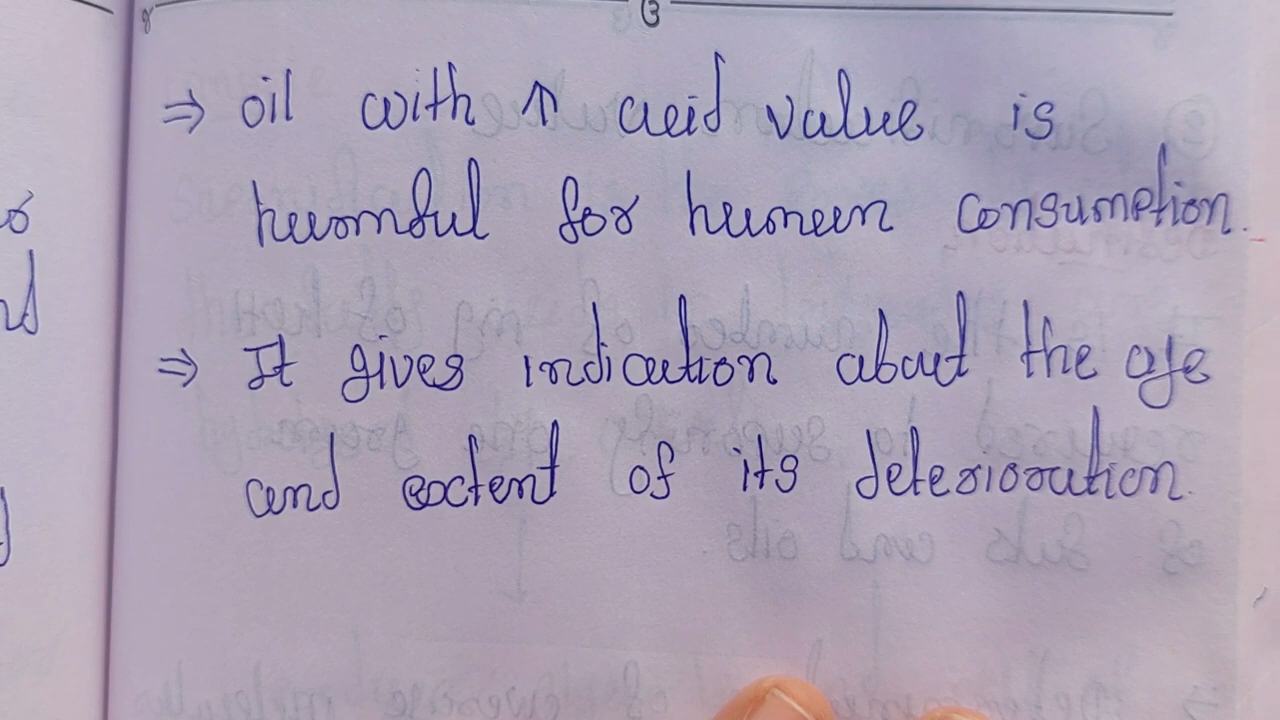 ⇒ oil with ↑ acid value is
harmful for human consumption.
⇒ It gives indication about the age
and extent of its deterioration.